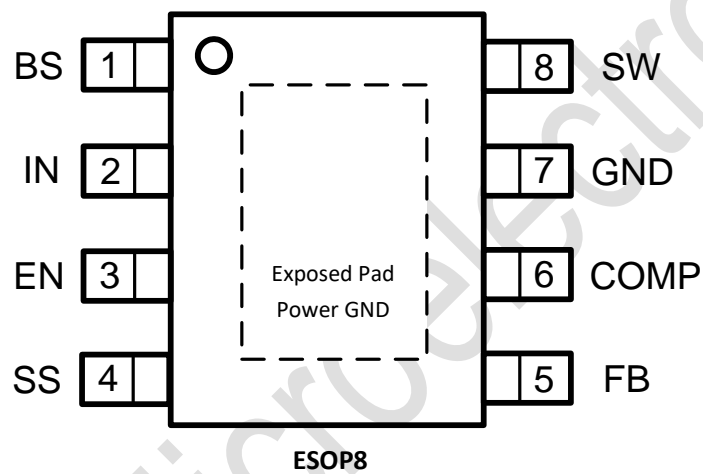 BS 1 8 SW
IN 2 7 GND
EN 3 6 COMP
Exposed Pad
Power GND
SS 4 5 FB
ESOP8